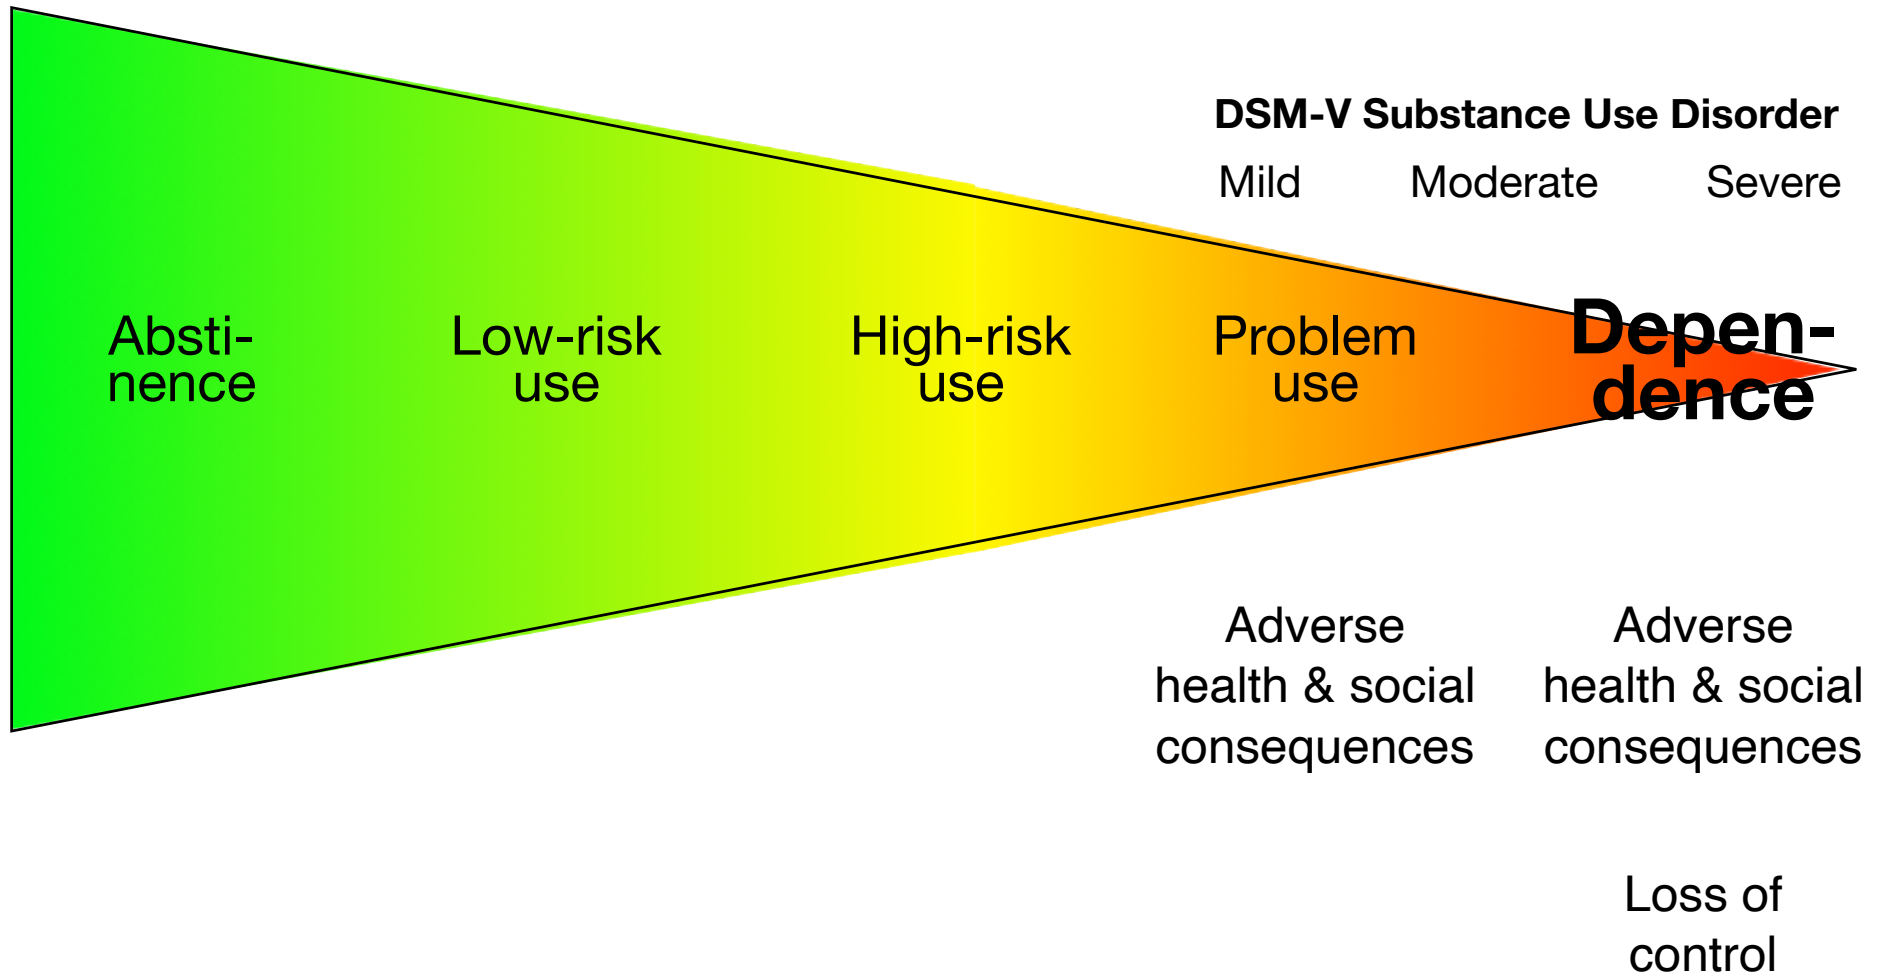 DSM-V Substance Use Disorder
Mild Moderate Severe
Absti-
nence
Low-risk
use
High-risk
use
Problem
use
Depen-
dence
Adverse
health & social
consequences
Adverse
health & social
consequences
Loss of
control